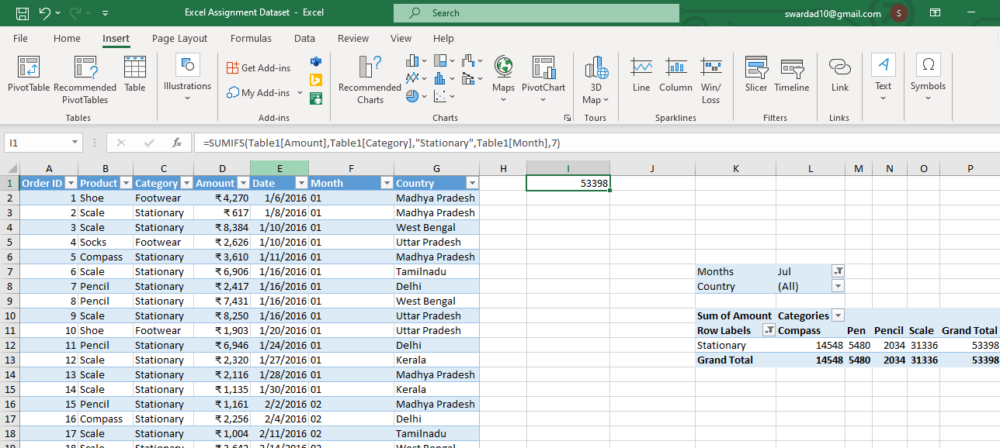 Excel Assignment Dataset - Excel
Search
swardad10@gmail.com
S
File Home Insert Page Layout Formulas Data Review View Help
PivotTable Recommended PivotTables Table
Tables
Illustrations
Get Add-ins
My Add-ins
Add-ins
Recommended Charts
Maps PivotChart
Charts
3D Map
Tours
Line Column Win/Loss
Sparklines
Slicer Timeline
Filters
Link
Links
Text
Symbols
I1 fx =SUMIFS(Table1[Amount],Table1[Category],"Stationary",Table1[Month],7)
A B C D E F G H I J K L M N O P
1 Order ID Product Category Amount Date Month Country 53398
2 1 Shoe Footwear ₹ 4,270 1/6/2016 01 Madhya Pradesh
3 2 Scale Stationary ₹ 617 1/8/2016 01 Madhya Pradesh
4 3 Scale Stationary ₹ 8,384 1/10/2016 01 West Bengal
5 4 Socks Footwear ₹ 2,626 1/10/2016 01 Uttar Pradesh
6 5 Compass Stationary ₹ 3,610 1/11/2016 01 Madhya Pradesh
7 6 Scale Stationary ₹ 6,906 1/16/2016 01 Tamilnadu Months Jul
8 7 Pencil Stationary ₹ 2,417 1/16/2016 01 Delhi Country (All)
9 8 Pencil Stationary ₹ 7,431 1/16/2016 01 West Bengal
10 9 Scale Stationary ₹ 8,250 1/16/2016 01 Uttar Pradesh Sum of Amount Categories
11 10 Shoe Footwear ₹ 1,903 1/20/2016 01 Uttar Pradesh Row Labels Compass Pen Pencil Scale Grand Total
12 11 Pencil Stationary ₹ 6,946 1/24/2016 01 Delhi Stationary 14548 5480 2034 31336 53398
13 12 Scale Stationary ₹ 2,320 1/27/2016 01 Kerala Grand Total 14548 5480 2034 31336 53398
14 13 Scale Stationary ₹ 2,116 1/28/2016 01 Madhya Pradesh
15 14 Scale Stationary ₹ 1,135 1/30/2016 01 Kerala
16 15 Pencil Stationary ₹ 1,161 2/2/2016 02 Madhya Pradesh
17 16 Compass Stationary ₹ 2,256 2/4/2016 02 Delhi
18 17 Scale Stationary ₹ 1,004 2/11/2016 02 Tamilnadu